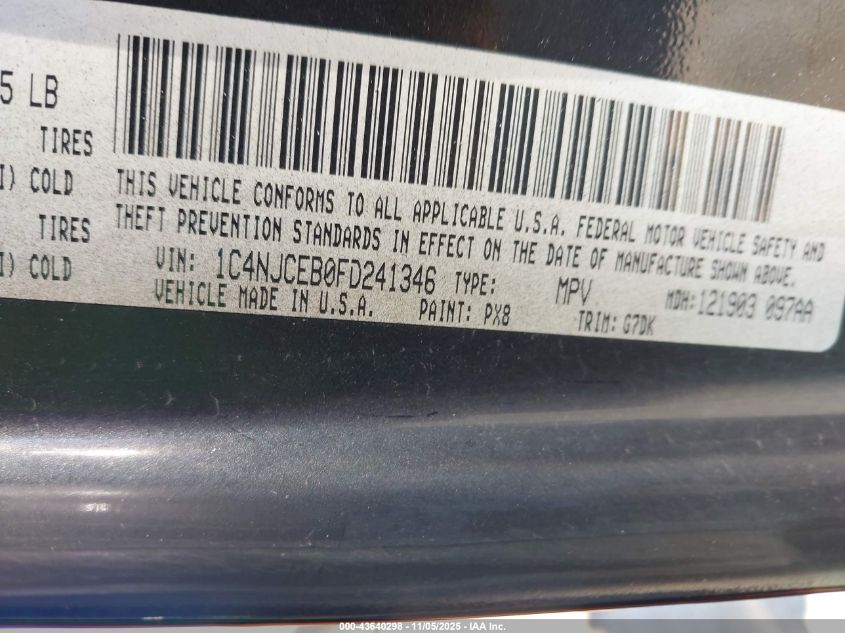 5 LB
TIRES
I) COLD
TIRES
I) COLD
THIS VEHICLE CONFORMS TO ALL APPLICABLE U.S.A. FEDERAL MOTOR VEHICLE SAFETY AND
THEFT PREVENTION STANDARDS IN EFFECT ON THE DATE OF MANUFACTURE SHOWN ABOVE.
VIN: 1C4NJCEB0FD241346 TYPE: MPV MDH: 121903 097AA
VEHICLE MADE IN U.S.A. PAINT: PX8 TRIM: G7DK
000-43640298 - 11/05/2025 - IAA Inc.